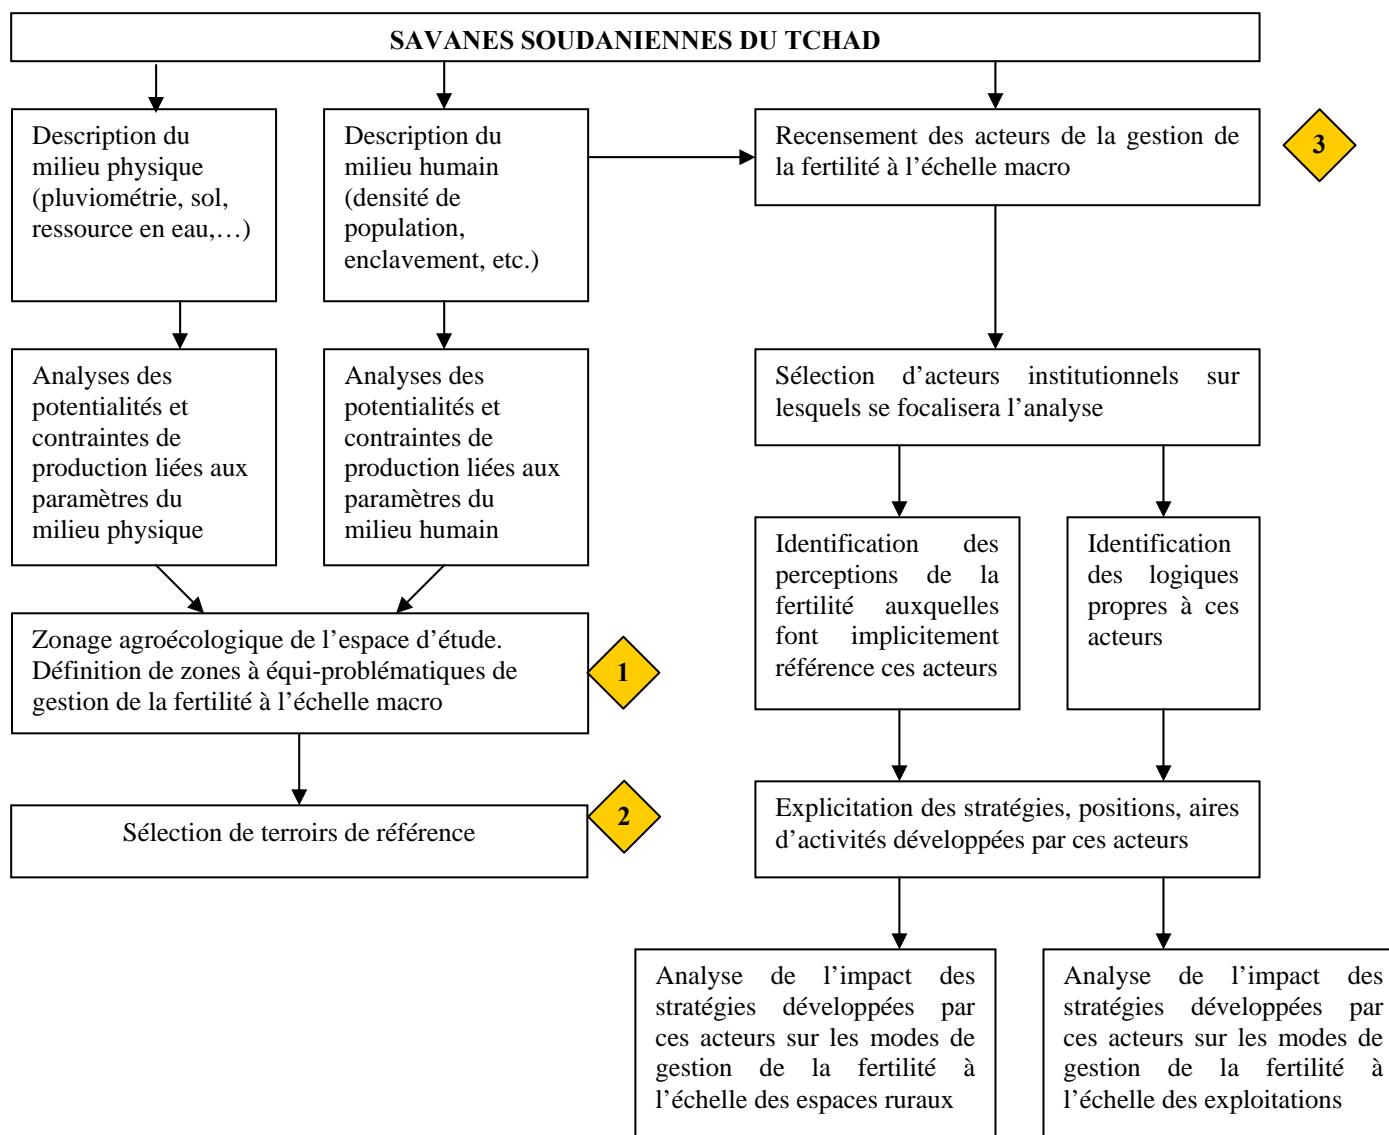 SAVANES SOUDANIENNES DU TCHAD
Description du
milieu physique
(pluviométrie, sol,
ressource en eau,…)
Description du
milieu humain
(densité de
population,
enclavement, etc.)
Recensement des acteurs de la gestion de
la fertilité à l’échelle macro
3
Analyses des
potentialités et
contraintes de
production liées aux
paramètres du
milieu physique
Analyses des
potentialités et
contraintes de
production liées aux
paramètres du
milieu humain
Sélection d’acteurs institutionnels sur
lesquels se focalisera l’analyse
Identification des
perceptions de la
fertilité auxquelles
font implicitement
référence ces acteurs
Identification
des logiques
propres à ces
acteurs
Zonage agroécologique de l’espace d’étude.
Définition de zones à équi-problématiques de
gestion de la fertilité à l’échelle macro
1
Sélection de terroirs de référence
2
Explicitation des stratégies, positions, aires
d’activités développées par ces acteurs
Analyse de l’impact des
stratégies développées par
ces acteurs sur les modes de
gestion de la fertilité à
l’échelle des espaces ruraux
Analyse de l’impact des
stratégies développées par
ces acteurs sur les modes de
gestion de la fertilité à
l’échelle des exploitations